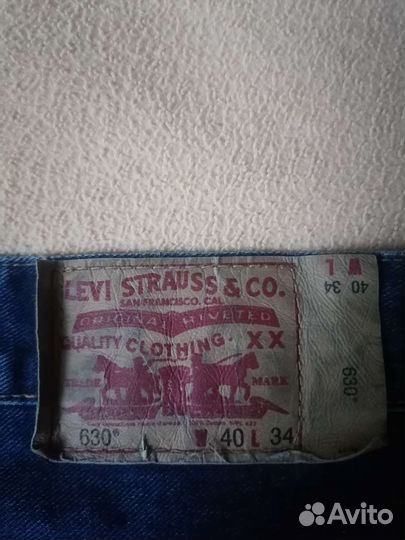 LEVI STRAUSS & CO.
SAN FRANCISCO, CAL
ORIGINAL RIVETED
QUALITY CLOTHING. XX
TRADE MARK
630° W 40 L 34
W L
40 34
630°
Avito